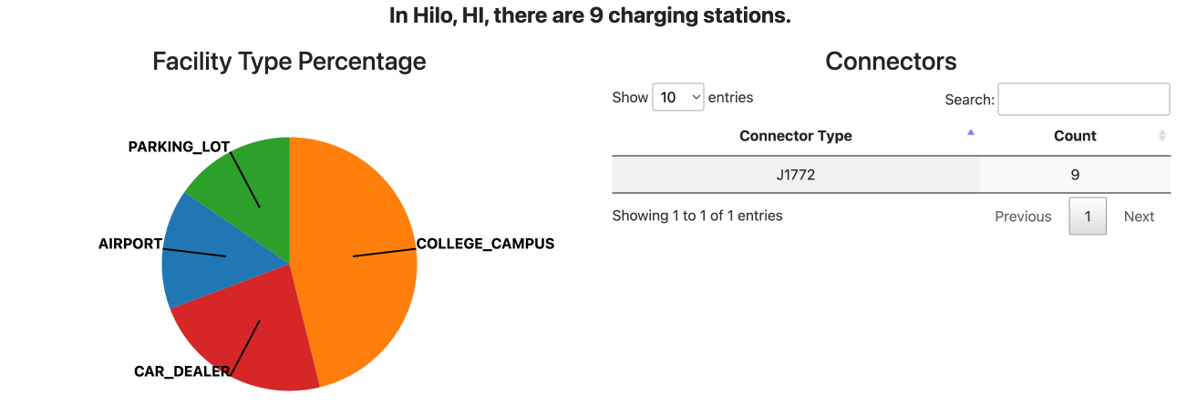 In Hilo, HI, there are 9 charging stations.
Facility Type Percentage
PARKING_LOT
AIRPORT
COLLEGE_CAMPUS
CAR_DEALER
Connectors
Show 10 entries Search:
Connector Type Count
J1772 9
Showing 1 to 1 of 1 entries Previous 1 Next